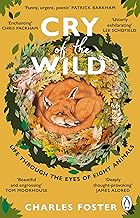 "Funny, urgent, poetic" PATRICK BARKHAM
"Enchanting"
CHRIS PACKHAM
"Utterly
wonderful"
LEE SCHOFIELD
CRY
of the
WILD
LIFE THROUGH THE EYES OF EIGHT ANIMALS
"Beautiful
and engrossing"
TOM MOORHOUSE
"Deeply
thought-provoking"
JAMES ALDRED
CHARLES FOSTER